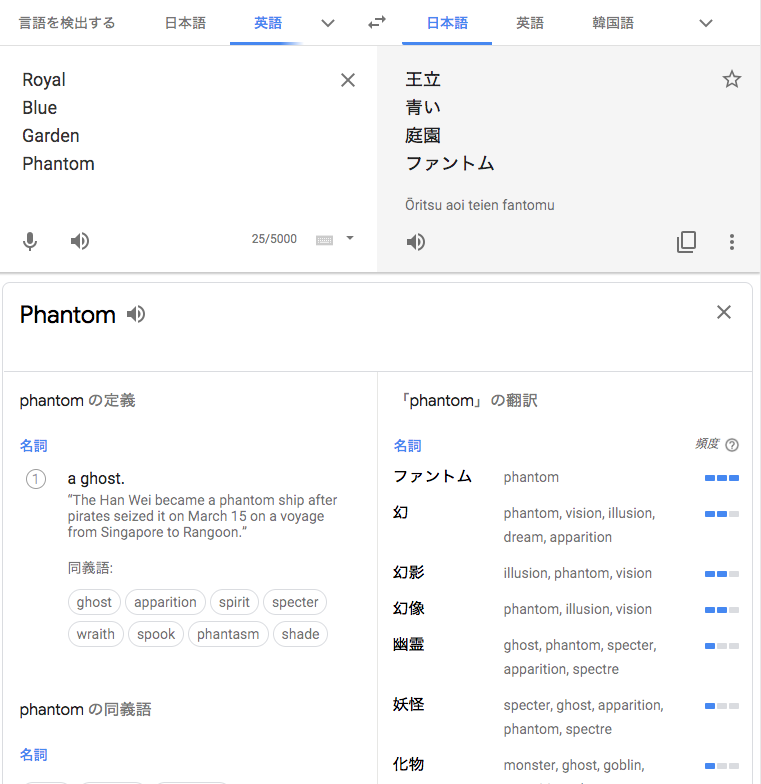 言語を検出する 日本語 英語 日本語 英語 韓国語
Royal
Blue
Garden
Phantom
25/5000
王立
青い
庭園
ファントム
Ōritsu aoi teien fantomu
Phantom
phantom の定義
名詞
1 a ghost.
"The Han Wei became a phantom ship after
pirates seized it on March 15 on a voyage
from Singapore to Rangoon."
同義語:
ghost apparition spirit specter
wraith spook phantasm shade
phantom の同義語
名詞
「phantom」の翻訳
名詞 頻度 ?
ファントム phantom
幻 phantom, vision, illusion,
dream, apparition
幻影 illusion, phantom, vision
幻像 phantom, illusion, vision
幽霊 ghost, phantom, specter,
apparition, spectre
妖怪 specter, ghost, apparition,
phantom, spectre
化物 monster, ghost, goblin,